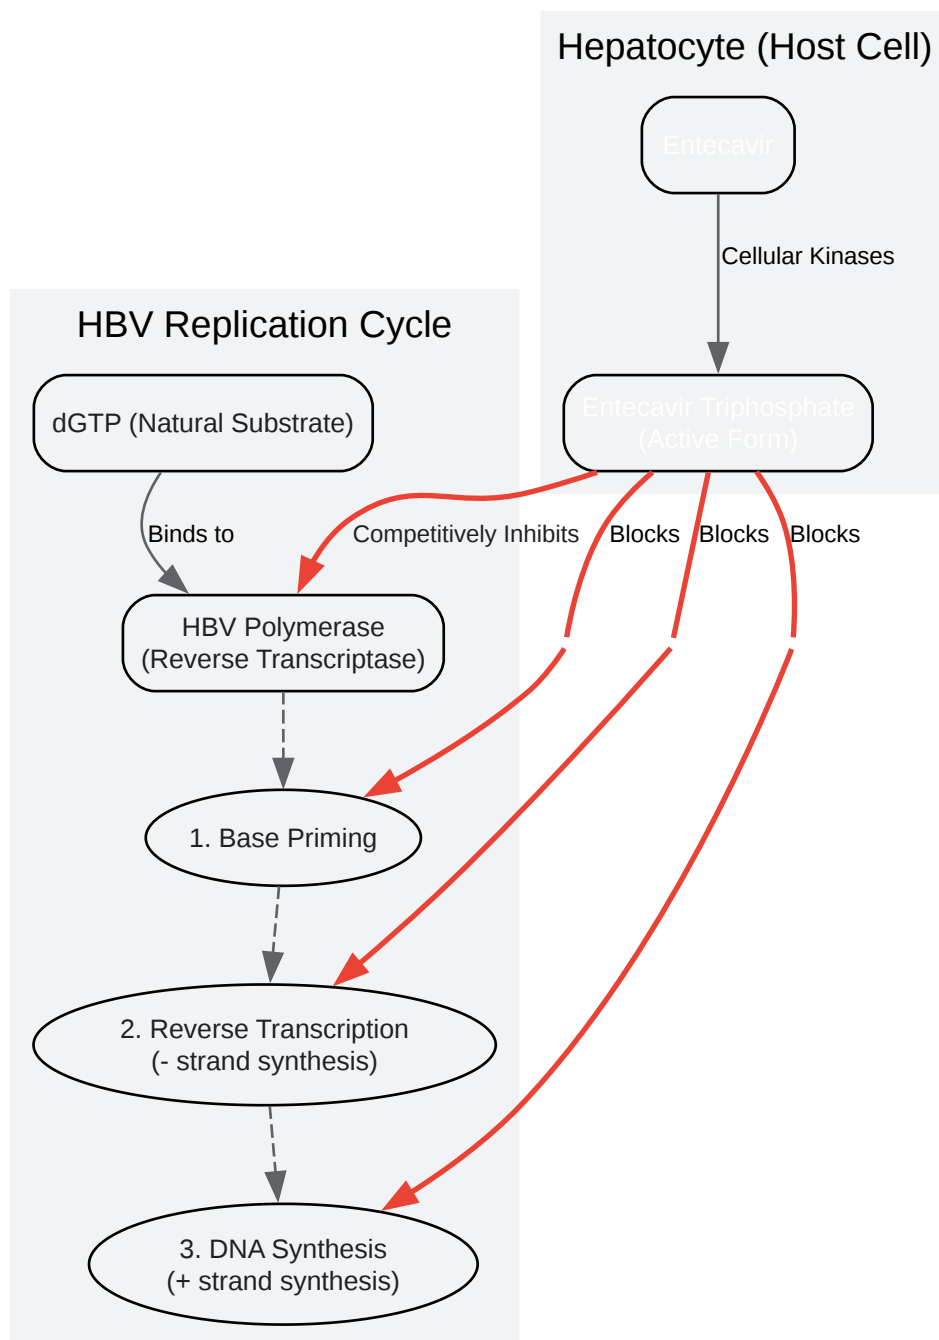 Hepatocyte (Host Cell)
Entecavir
Cellular Kinases
HBV Replication Cycle
dGTP (Natural Substrate)
Entecavir Triphosphate
(Active Form)
Binds to
Competitively Inhibits
Blocks
Blocks
Blocks
HBV Polymerase
(Reverse Transcriptase)
1. Base Priming
2. Reverse Transcription
(- strand synthesis)
3. DNA Synthesis
(+ strand synthesis)